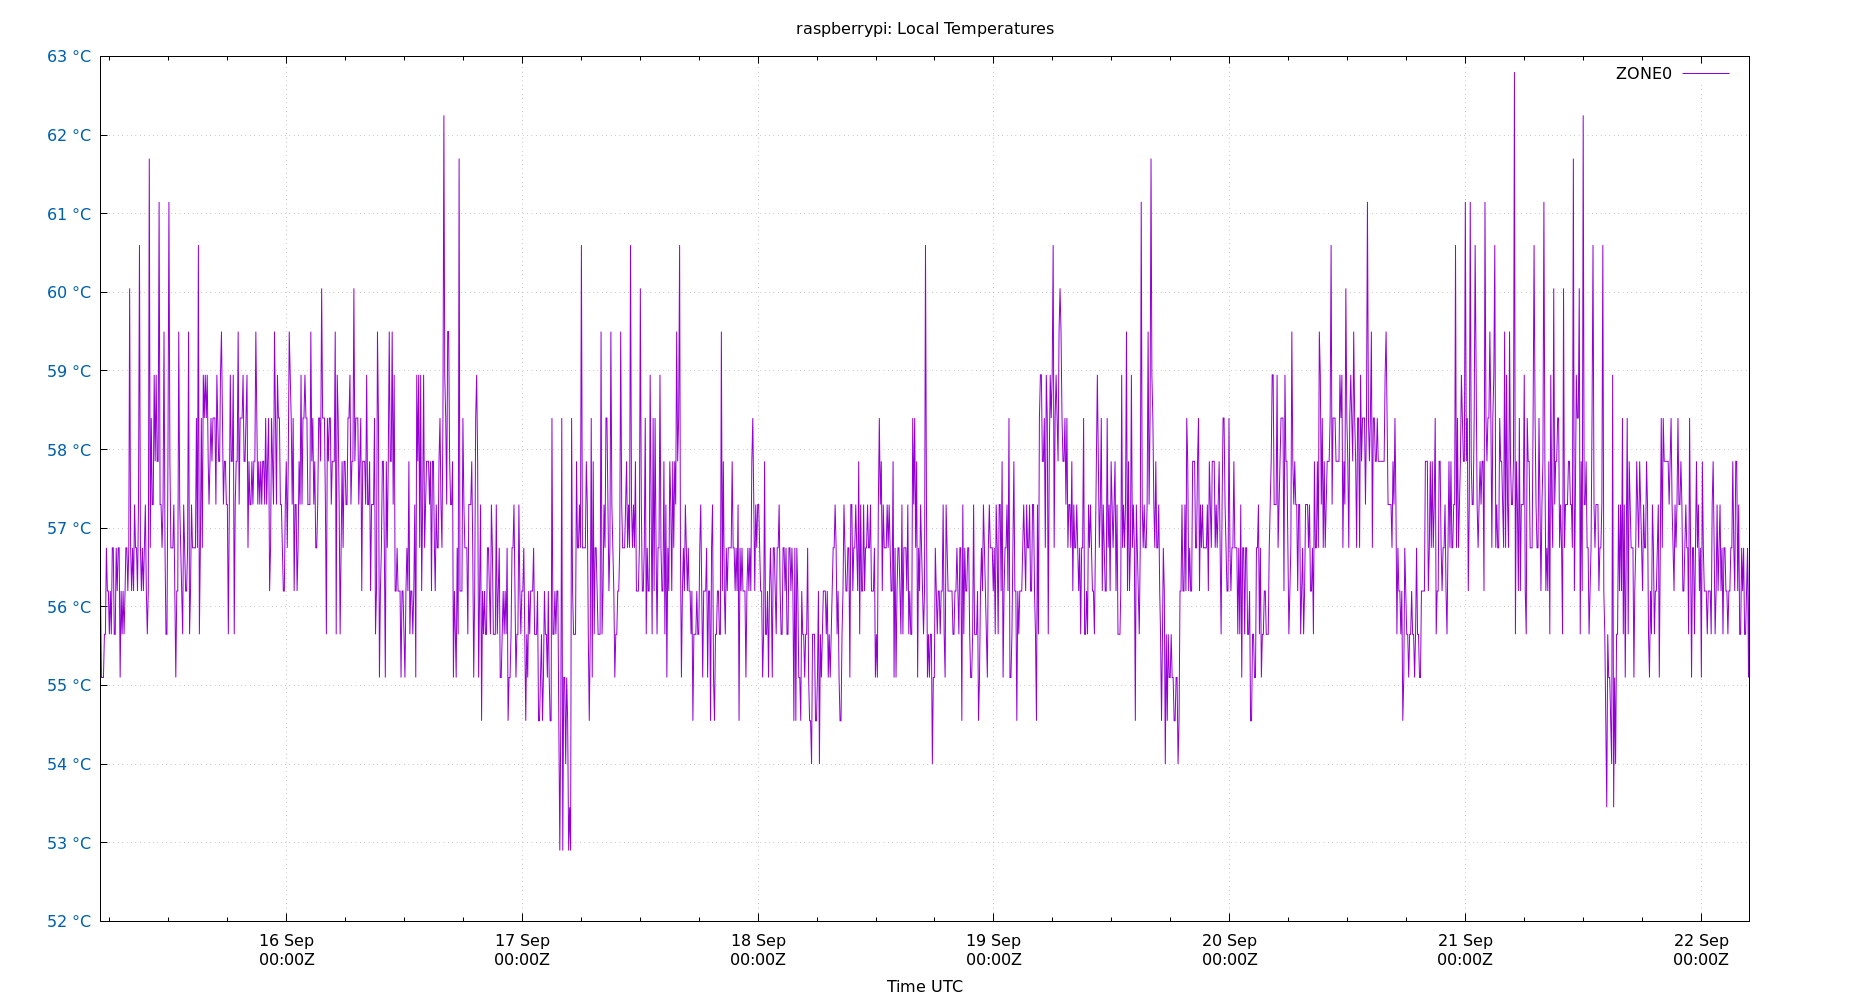 raspberrypi: Local Temperatures
63 °C
ZONE0
62 °C
61 °C
60 °C
59 °C
58 °C
57 °C
56 °C
55 °C
54 °C
53 °C
52 °C
16 Sep 17 Sep 18 Sep 19 Sep 20 Sep 21 Sep 22 Sep
00:00Z 00:00Z 00:00Z 00:00Z 00:00Z 00:00Z 00:00Z
Time UTC